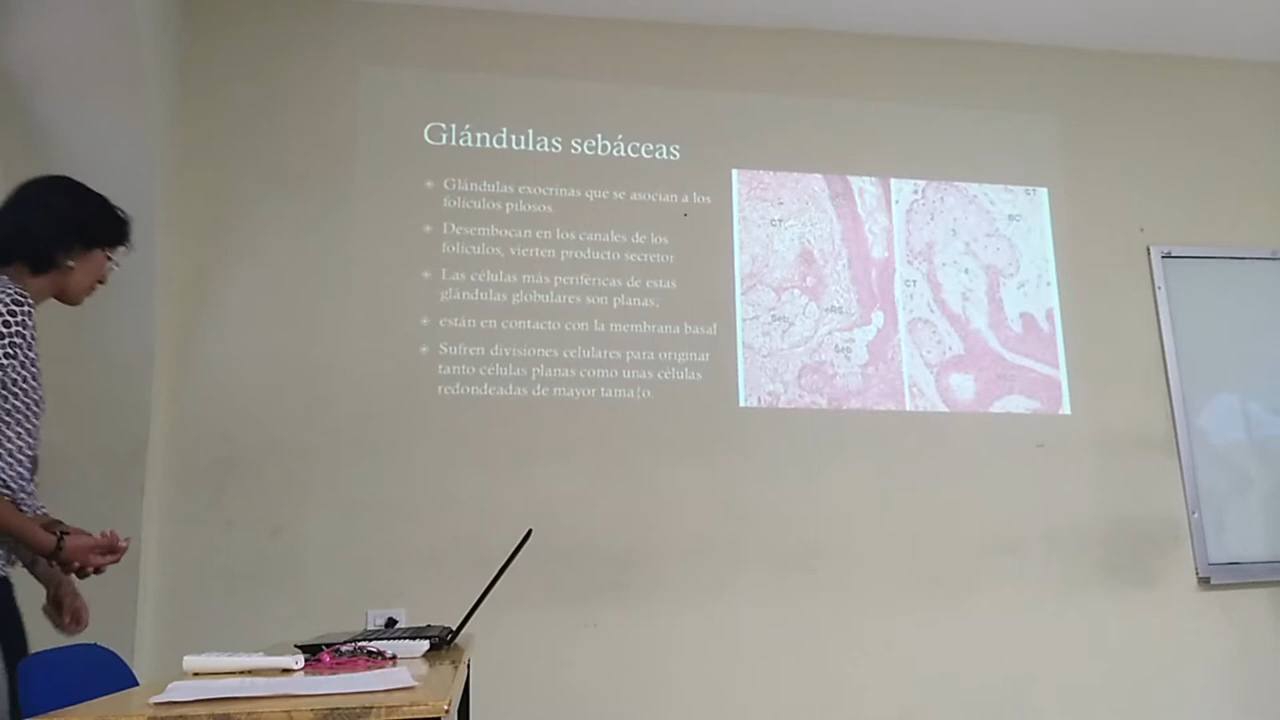 Glándulas sebáceas
Glándulas exocrinas que se asocian a los
folículos pilosos.
Desembocan en los canales de los
folículos, vierten producto secretor
Las células más periféricas de estas
glándulas globulares son planas;
están en contacto con la membrana basal
Sufren divisiones celulares para originar
tanto células planas como unas células
redondeadas de mayor
CT
Seb
Seb
CT
CT